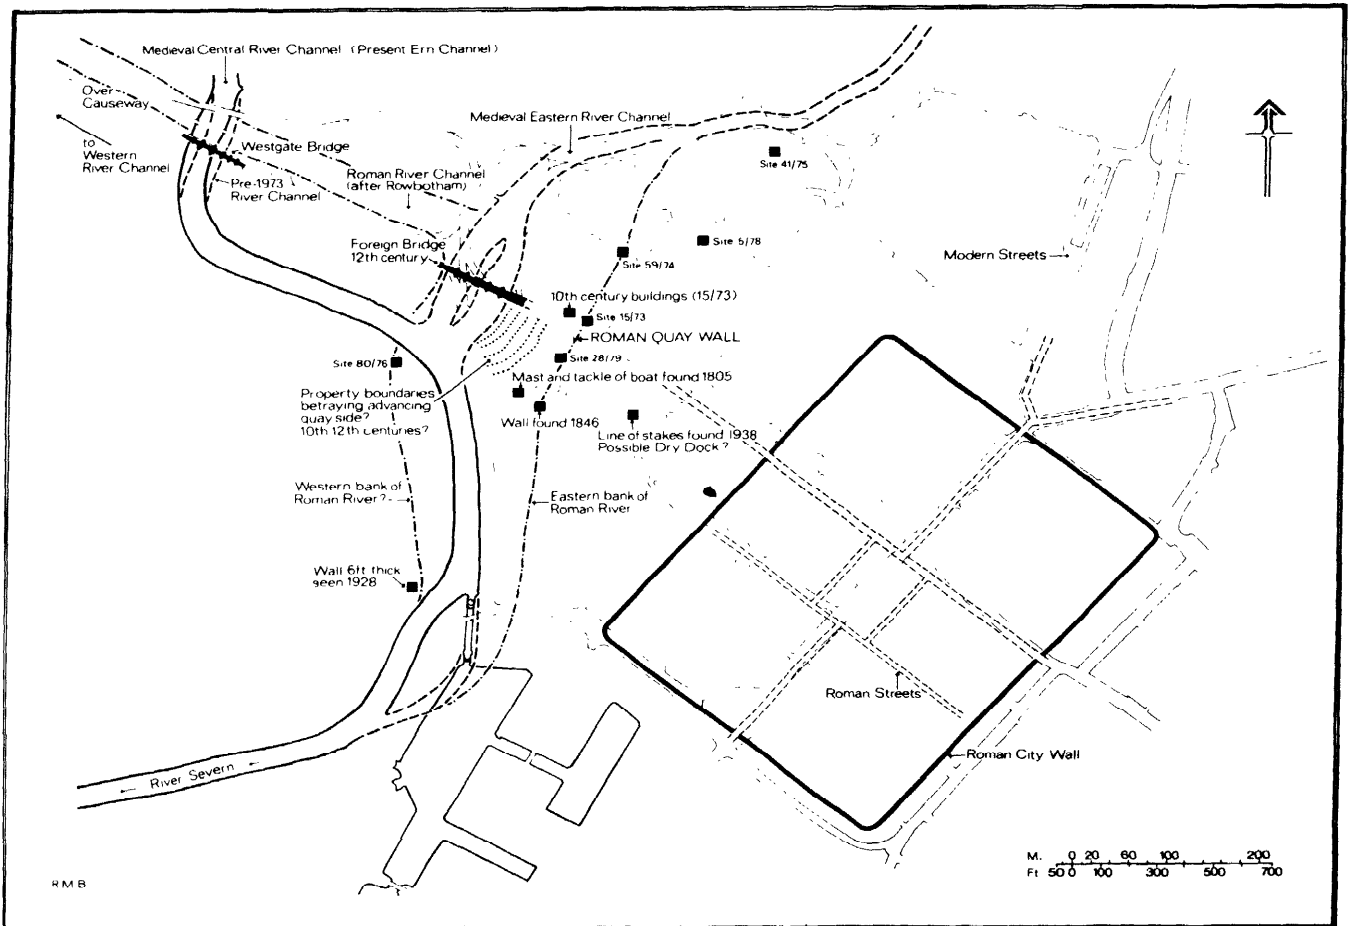 Medieval Central River Channel (Present Ern Channel)
Over
Causeway
Medieval Eastern River Channel
to
Western
River Channel
Westgate Bridge
Roman River Channel
(after Rowbotham)
Pre-1973
River Channel
Site 41/75
Foreign Bridge
12th century
Site 5/78
Site 59/74
Modern Streets
10th century buildings (15/73)
Site 15/73
ROMAN QUAY WALL
Site 80/76
Site 28/79
Mast and tackle of boat found 1805
Property boundaries
betraying advancing
quay side?
10th 12th centuries?
Wall found 1846
Line of stakes found 1938
Possible Dry Dock?
Western bank of
Roman River?
Eastern bank of
Roman River
Wall 6ft thick
seen 1928
Roman Streets
Roman City Wall
← River Severn ←
M. 0 20 60 100 200
Ft 50 0 100 300 500 700
RMB